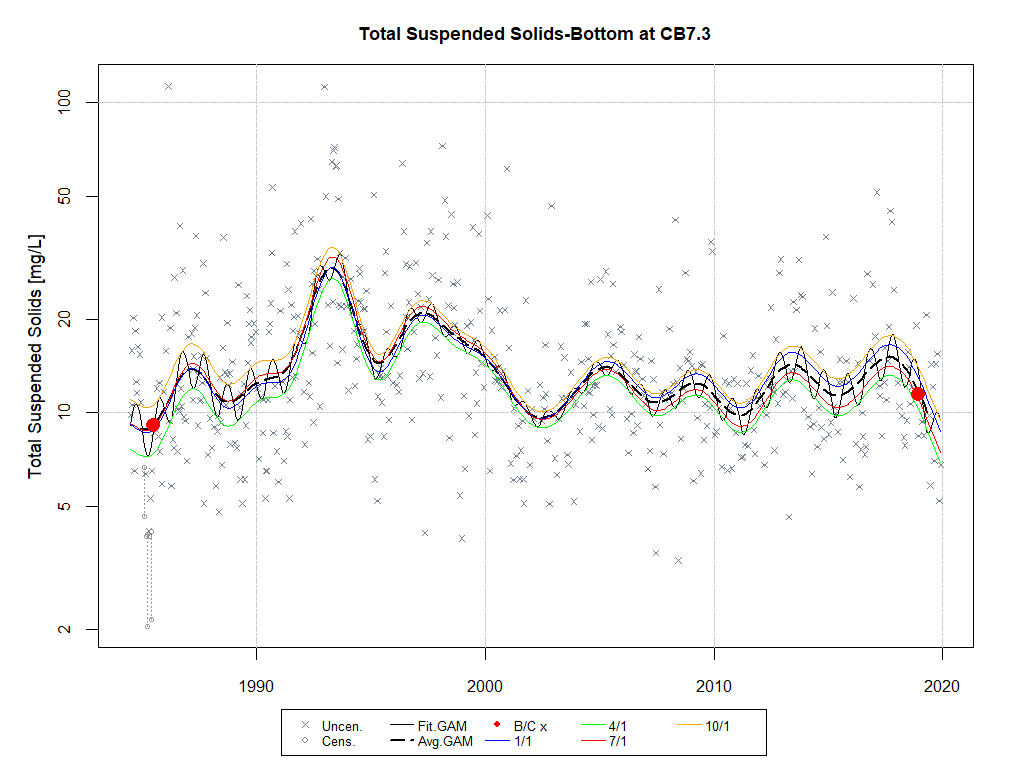 Total Suspended Solids-Bottom at CB7.3
Total Suspended Solids [mg/L]
100
50
20
10
5
2
1990 2000 2010 2020
Uncen. Fit.GAM B/C x 4/1 10/1
Cens. Avg.GAM 1/1 7/1